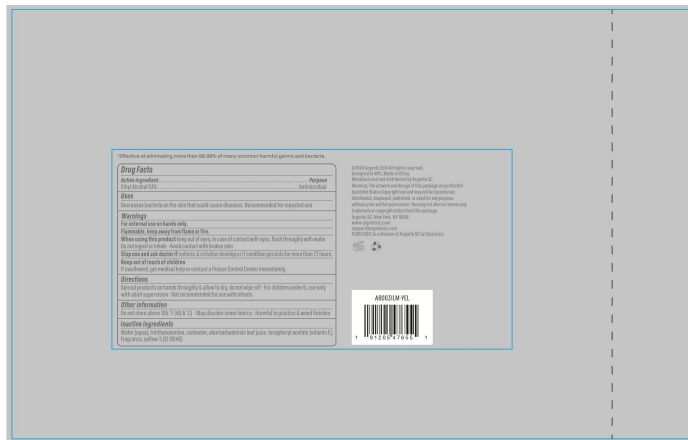 *Effective at eliminating more than 99.99% of many common harmful germs and bacteria.
Drug Facts
Active ingredient Purpose
Ethyl Alcohol 63% Antimicrobial
Uses
Decreases bacteria on the skin that could cause diseases. Recommended for repeated use
Warnings
For external use on hands only.
Flammable, keep away from flame or fire.
When using this product keep out of eyes. In case of contact with eyes, flush throughly with water
Do not ingest or inhale · Avoid contact with broken skin
Stop use and ask doctor if redness & irritation develop or if condition persists for more than 72 hours.
Keep out of reach of children
If swallowed, get medical help or contact a Poison Control Center immediately.
Directions
Spread products on hands throughly & allow to dry, do not wipe off · For children under 6, use only
with adult supervision · Not recommended for use with infants
Other information
Do not store above 105°F (40.6°C) · May discolor some fabrics · Harmful to plastics & wood finishes
Inactive ingredients
Water (aqua), triethanolamine, carbomer, aloe barbadensis leaf juice, tocopheryl acetate (vitamin E),
fragrance, yellow 5 (CI 19140)
Argento SC® All rights reserved.
Designed in NYC, Made in China
Manufactured and distributed by Argento SC
Warning: The artwork and design of this package are protected
by United States Copyright law and may not be reproduced,
distributed, displayed, published, or used for any purpose
without prior written permission. You may not alter or remove any
trademark or copyright notice from this package.
Argento SC, New York, NY
www.argentosc.com
support@argentosc.com
PURELOGIC is a division of Argento SC by Sicura Inc.
AB0031LM-YEL
1 91205 47655 1